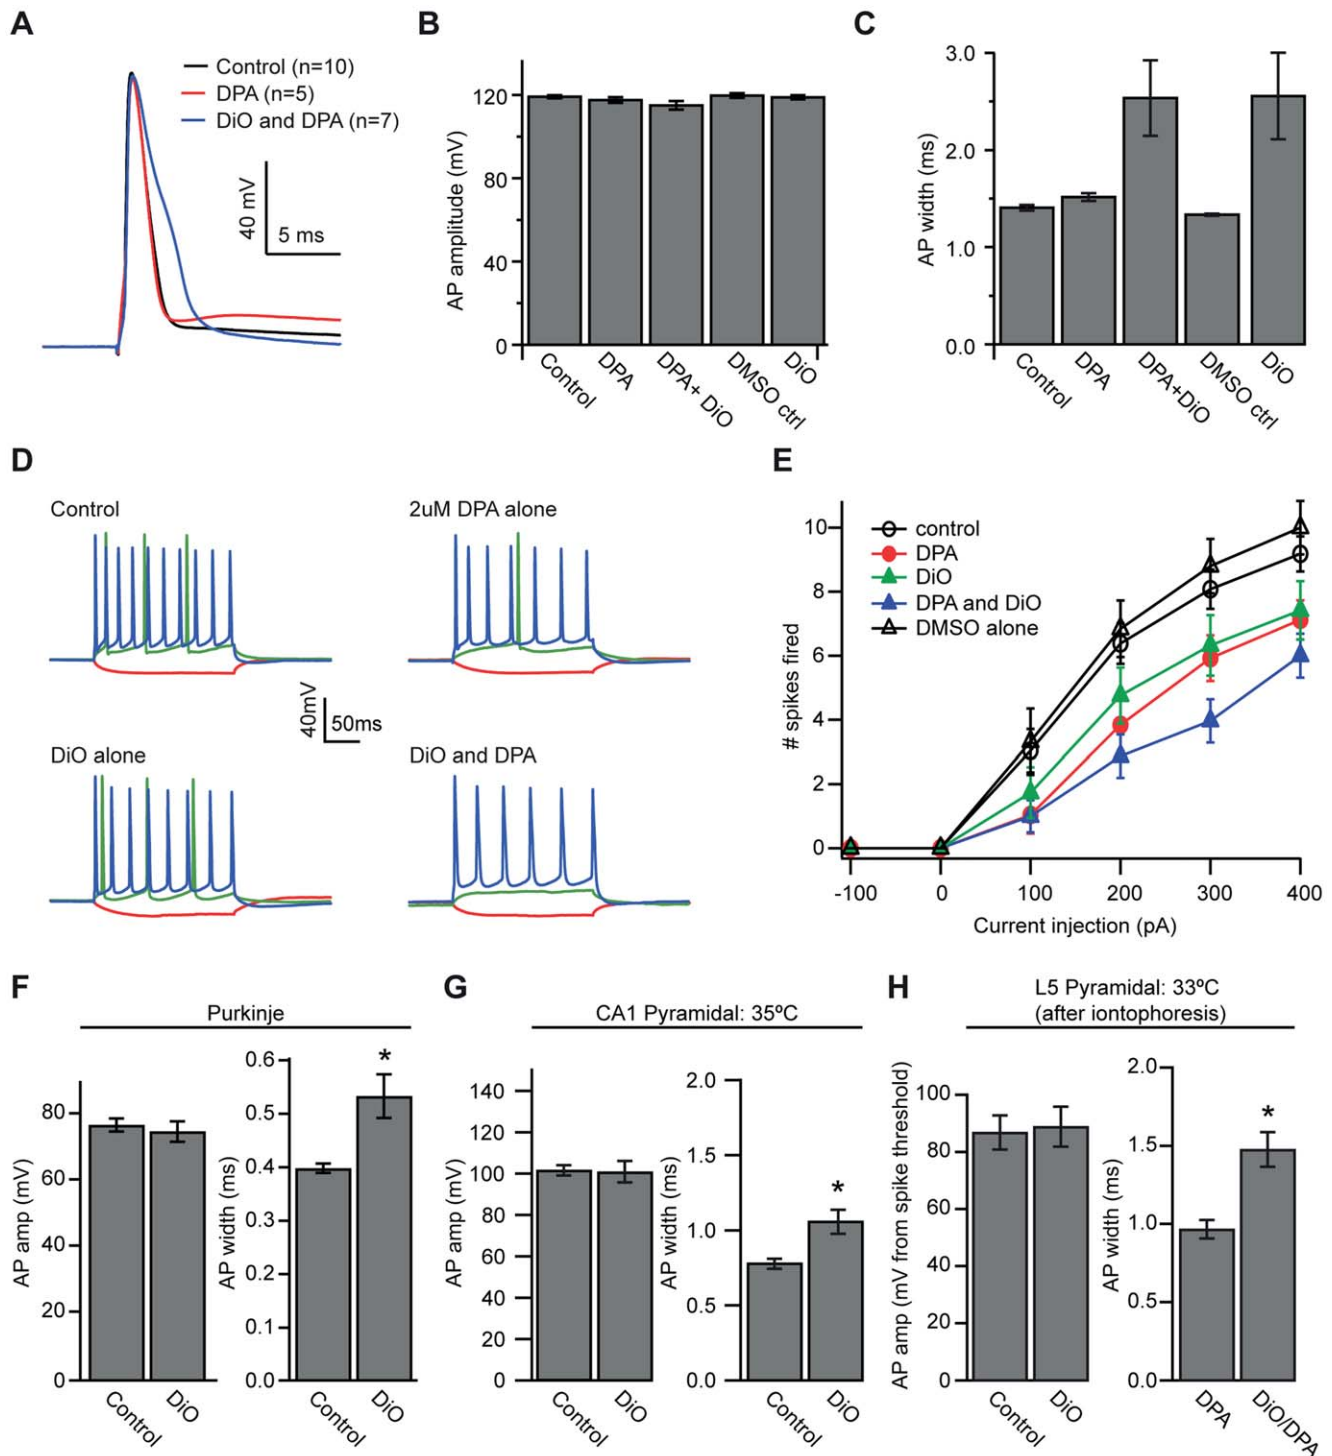 A
Control (n=10)
DPA (n=5)
DiO and DPA (n=7)
40 mV
5 ms
B
AP amplitude (mV)
120
80
40
0
Control
DPA
DPA+ DiO
DMSO ctrl
DiO
C
AP width (ms)
3.0
2.0
1.0
0.0
Control
DPA
DPA+DiO
DMSO ctrl
DiO
D
Control
2uM DPA alone
40mV
50ms
DiO alone
DiO and DPA
E
# spikes fired
10
8
6
4
2
0
control
DPA
DiO
DPA and DiO
DMSO alone
-100
0
100
200
300
400
Current injection (pA)
F
Purkinje
AP amp (mV)
80
60
40
20
0
Control
DiO
AP width (ms)
0.6
0.5
0.4
0.3
0.2
0.1
0.0
*
Control
DiO
G
CA1 Pyramidal: 35ºC
AP amp (mV)
140
120
100
80
60
40
20
0
Control
DiO
AP width (ms)
2.0
1.5
1.0
0.5
0.0
*
Control
DiO
H
L5 Pyramidal: 33ºC
(after iontophoresis)
AP amp (mV from spike threshold)
100
80
60
40
20
0
Control
DiO
AP width (ms)
2.0
1.5
1.0
0.5
0.0
*
DPA
DiO/DPA